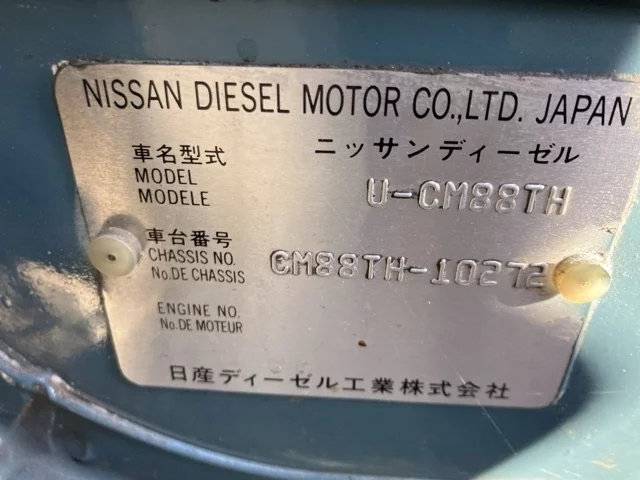 NISSAN DIESEL MOTOR CO.,LTD. JAPAN
車名型式 ニッサンディーゼル
MODEL
MODELE U-CM88TH
車台番号
CHASSIS NO. CM88TH-10272
No.DE CHASSIS
ENGINE NO.
No.DE MOTEUR
日産ディーゼル工業株式会社